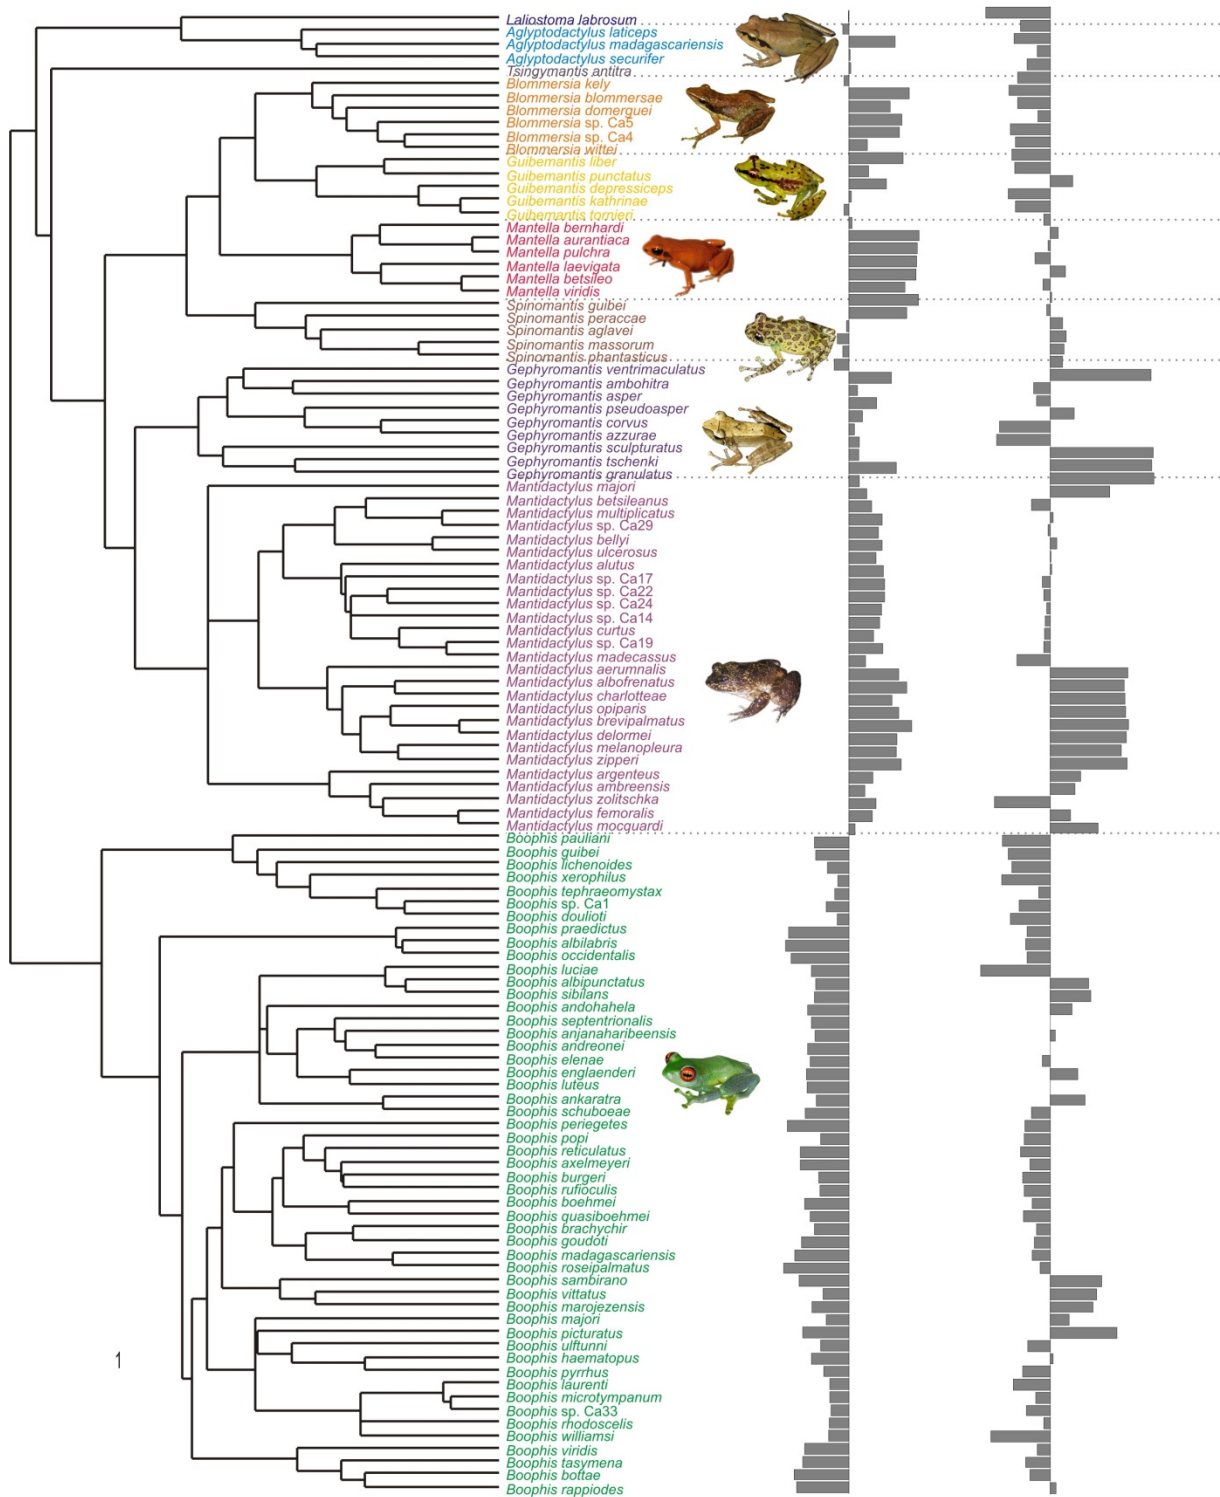 Laliostoma labrosum
Aglyptodactylus laticeps
Aglyptodactylus madagascariensis
Aglyptodactylus securifer
Tsingymantis antitra
Blommersia kely
Blommersia blommersae
Blommersia domerguei
Blommersia sp. Ca5
Blommersia sp. Ca4
Blommersia wittei
Guibemantis liber
Guibemantis punctatus
Guibemantis depressiceps
Guibemantis kathrinae
Guibemantis tornieri
Mantella bernhardi
Mantella aurantiaca
Mantella pulchra
Mantella laevigata
Mantella betsileo
Mantella viridis
Spinomantis guibei
Spinomantis peraccae
Spinomantis aglavei
Spinomantis massorum
Spinomantis phantasticus
Gephyromantis ventrimaculatus
Gephyromantis ambohitra
Gephyromantis asper
Gephyromantis pseudoasper
Gephyromantis corvus
Gephyromantis azzurae
Gephyromantis sculpturatus
Gephyromantis tschenki
Gephyromantis granulatus
Mantidactylus majori
Mantidactylus betsileanus
Mantidactylus multiplicatus
Mantidactylus sp. Ca29
Mantidactylus bellyi
Mantidactylus ulcerosus
Mantidactylus alutus
Mantidactylus sp. Ca17
Mantidactylus sp. Ca22
Mantidactylus sp. Ca24
Mantidactylus sp. Ca14
Mantidactylus curtus
Mantidactylus sp. Ca19
Mantidactylus madecassus
Mantidactylus aerumnalis
Mantidactylus albofrenatus
Mantidactylus charlotteae
Mantidactylus opiparis
Mantidactylus brevipalmatus
Mantidactylus delormei
Mantidactylus melanopleura
Mantidactylus zipperi
Mantidactylus argenteus
Mantidactylus ambreensis
Mantidactylus zolitschka
Mantidactylus femoralis
Mantidactylus mocquardi
Boophis pauliani
Boophis guibei
Boophis lichenoides
Boophis xerophilus
Boophis tephraeomystax
Boophis sp. Ca1
Boophis doulioti
Boophis praedictus
Boophis albilabris
Boophis occidentalis
Boophis luciae
Boophis albipunctatus
Boophis sibilans
Boophis andohahela
Boophis septentrionalis
Boophis anjanaharibeensis
Boophis andreonei
Boophis elenae
Boophis englaenderi
Boophis luteus
Boophis ankaratra
Boophis schuboeae
Boophis periegetes
Boophis popi
Boophis reticulatus
Boophis axelmeyeri
Boophis burgeri
Boophis rufioculis
Boophis boehmei
Boophis quasiboehmei
Boophis brachychir
Boophis goudoti
Boophis madagascariensis
Boophis roseipalmatus
Boophis sambirano
Boophis vittatus
Boophis marojezensis
Boophis majori
Boophis picturatus
Boophis ulftunni
Boophis haematopus
Boophis pyrrhus
Boophis laurenti
Boophis microtympanum
Boophis sp. Ca33
Boophis rhodoscelis
Boophis williamsi
Boophis viridis
Boophis tasymena
Boophis bottae
Boophis rappiodes
1